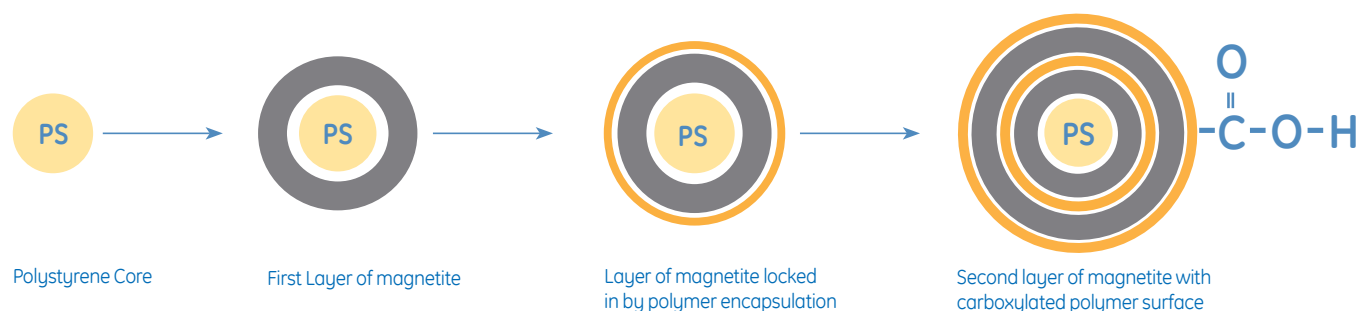 PS
PS
PS
PS
O
=
-C-O-H
Polystyrene Core
First Layer of magnetite
Layer of magnetite locked
in by polymer encapsulation
Second layer of magnetite with
carboxylated polymer surface